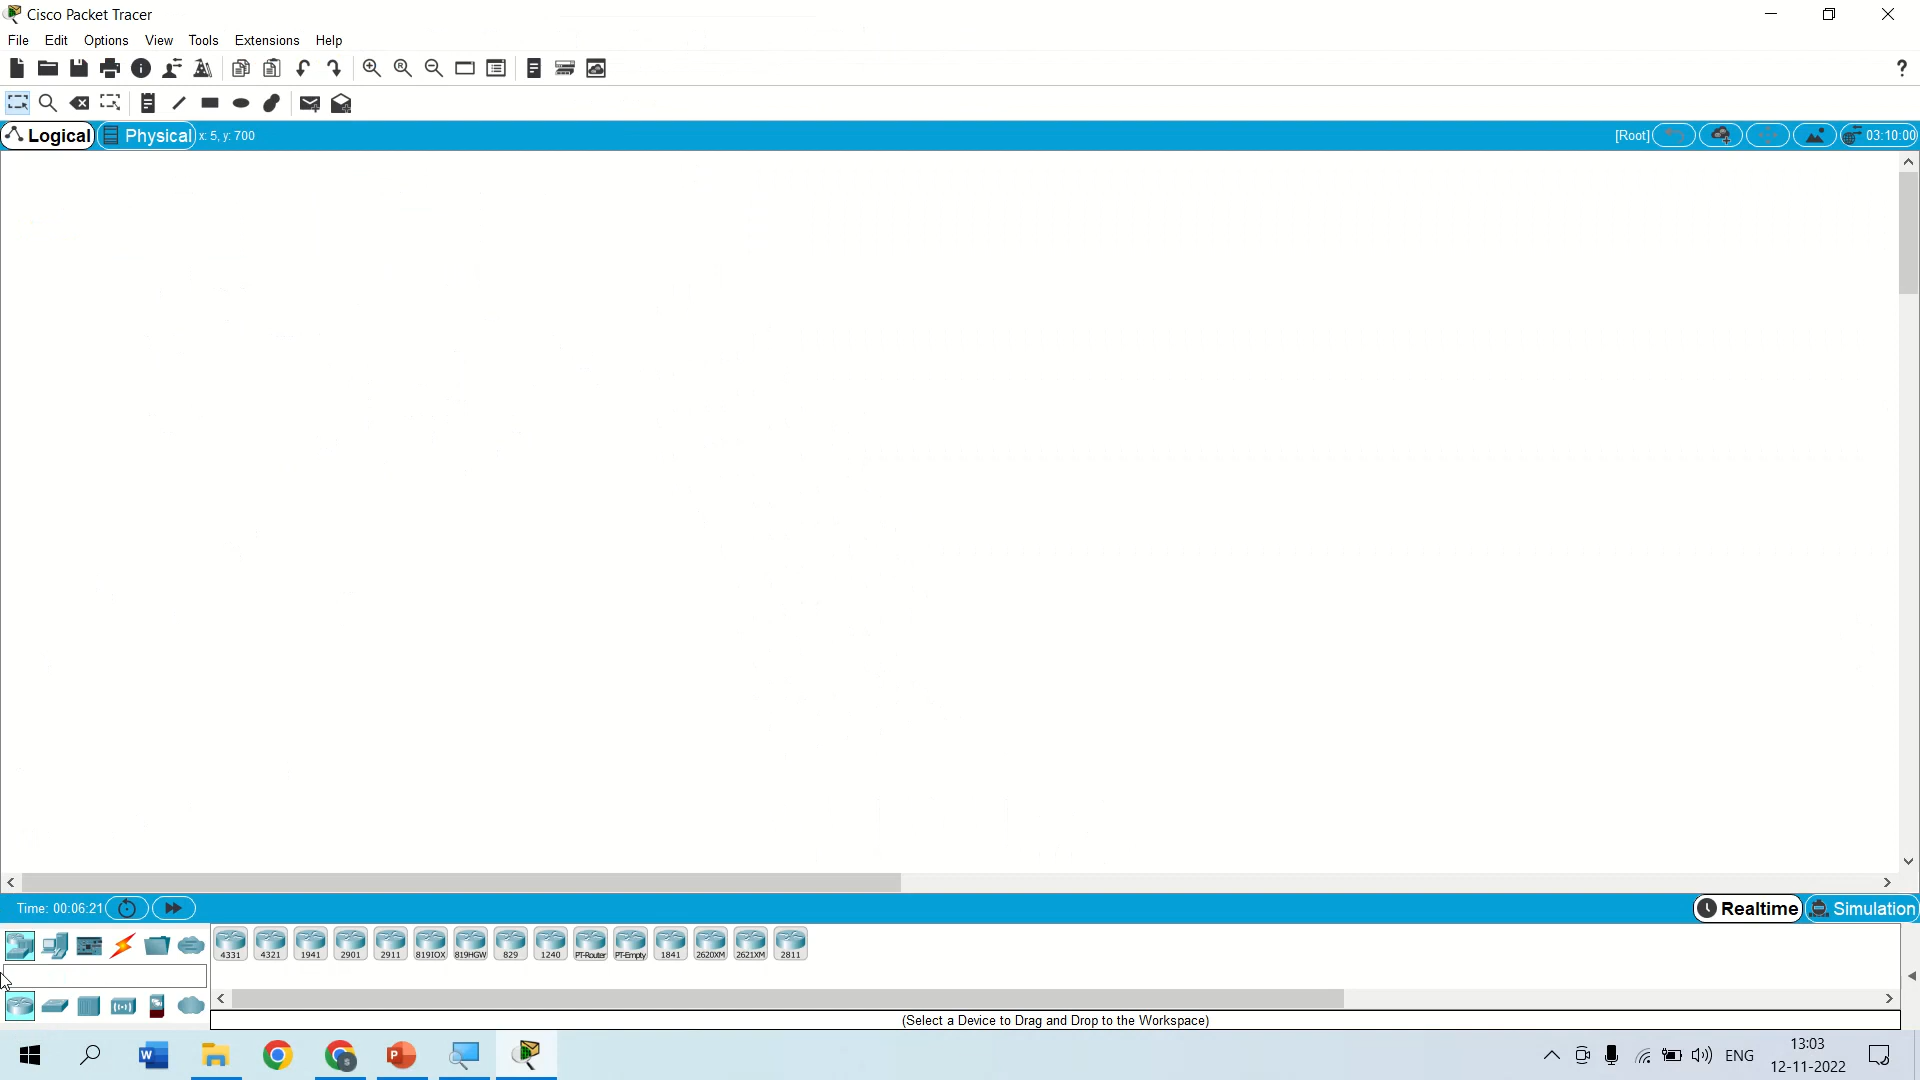 Cisco Packet Tracer
File Edit Options View Tools Extensions Help
Logical Physical x: 5, y: 700 [Root] 03:10:00
Time: 00:06:21 Realtime Simulation
4331 4321 1941 2901 2911 819IOX 819HGW 829 1240 PT-Router PT-Empty 1841 2620XM 2621XM 2811
(Select a Device to Drag and Drop to the Workspace)
ENG 13:03
12-11-2022